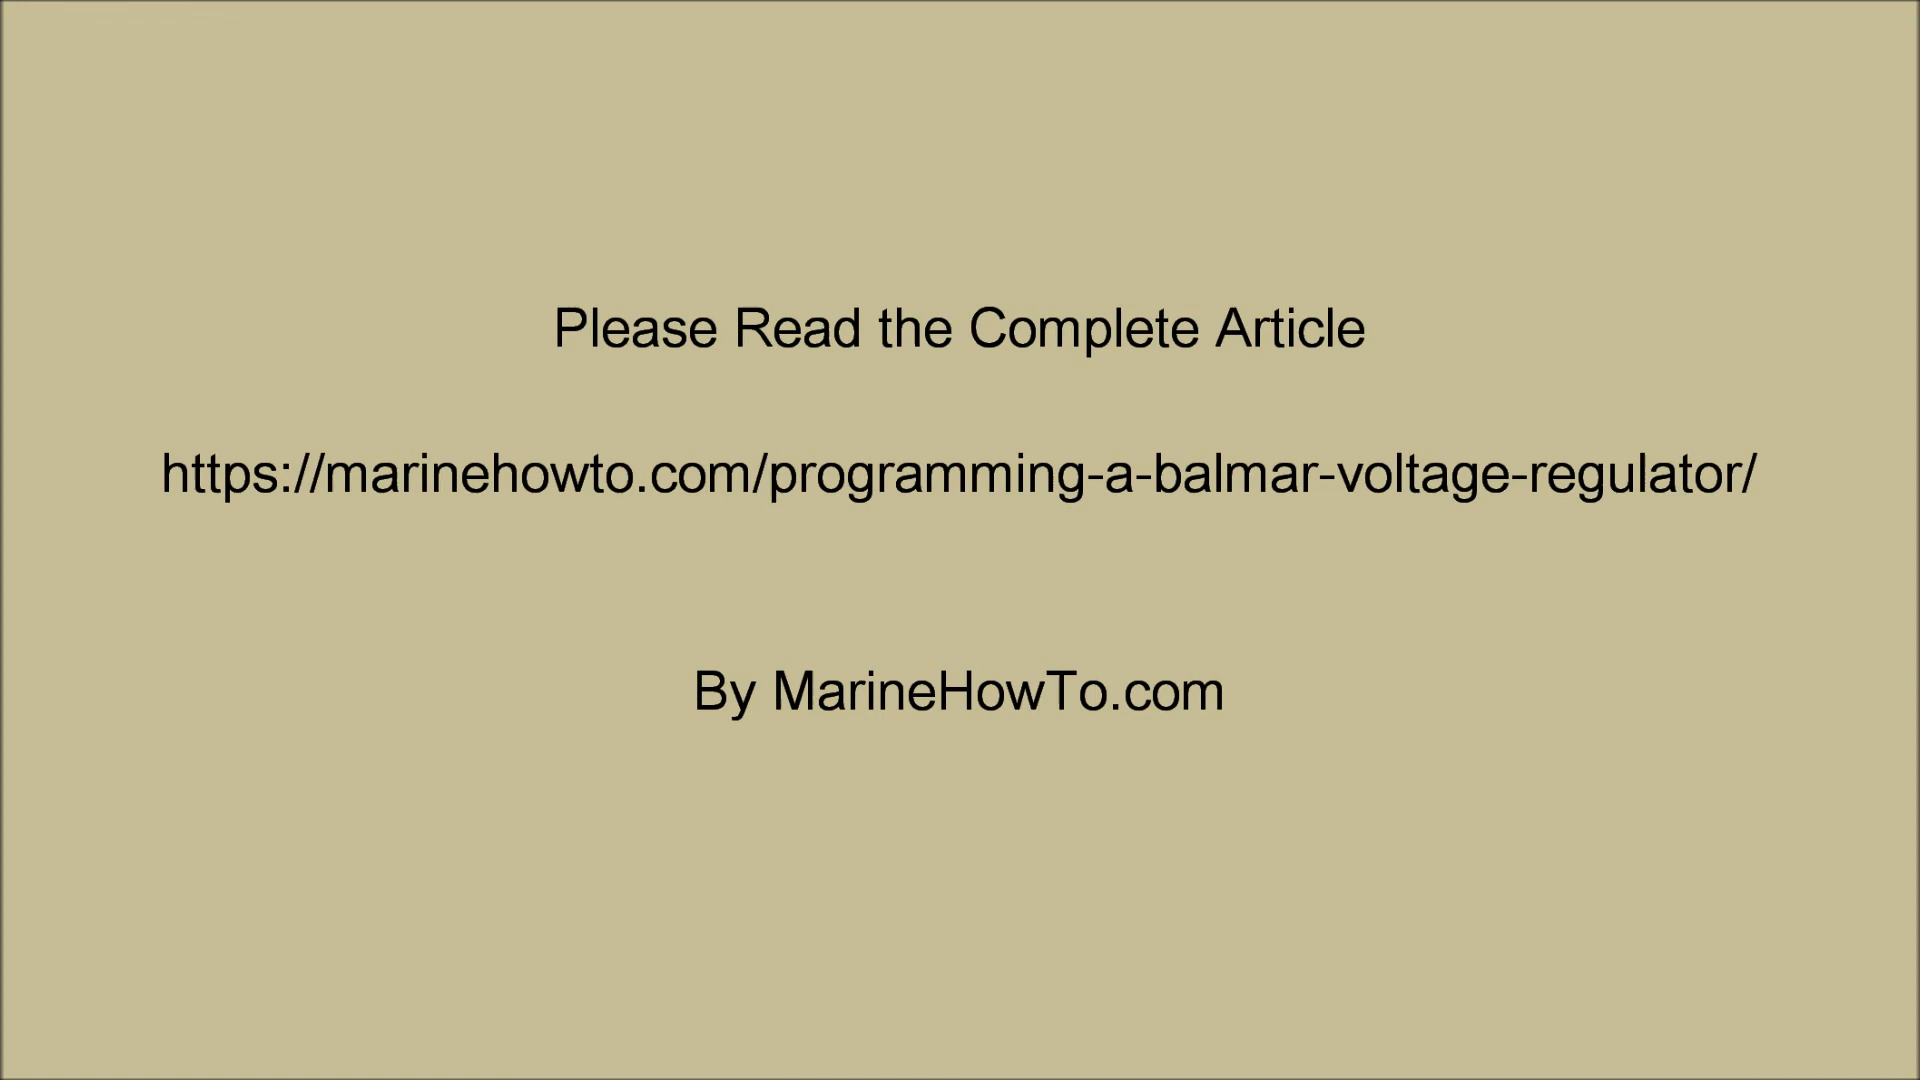 Please Read the Complete Article
https://marinehowto.com/programming-a-balmar-voltage-regulator/
By MarineHowTo.com